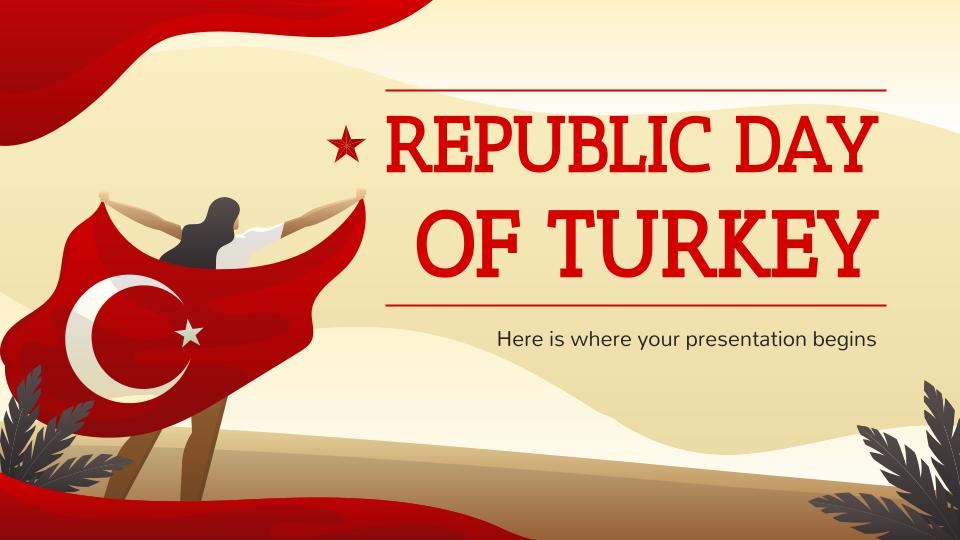 REPUBLIC DAY
OF TURKEY
Here is where your presentation begins